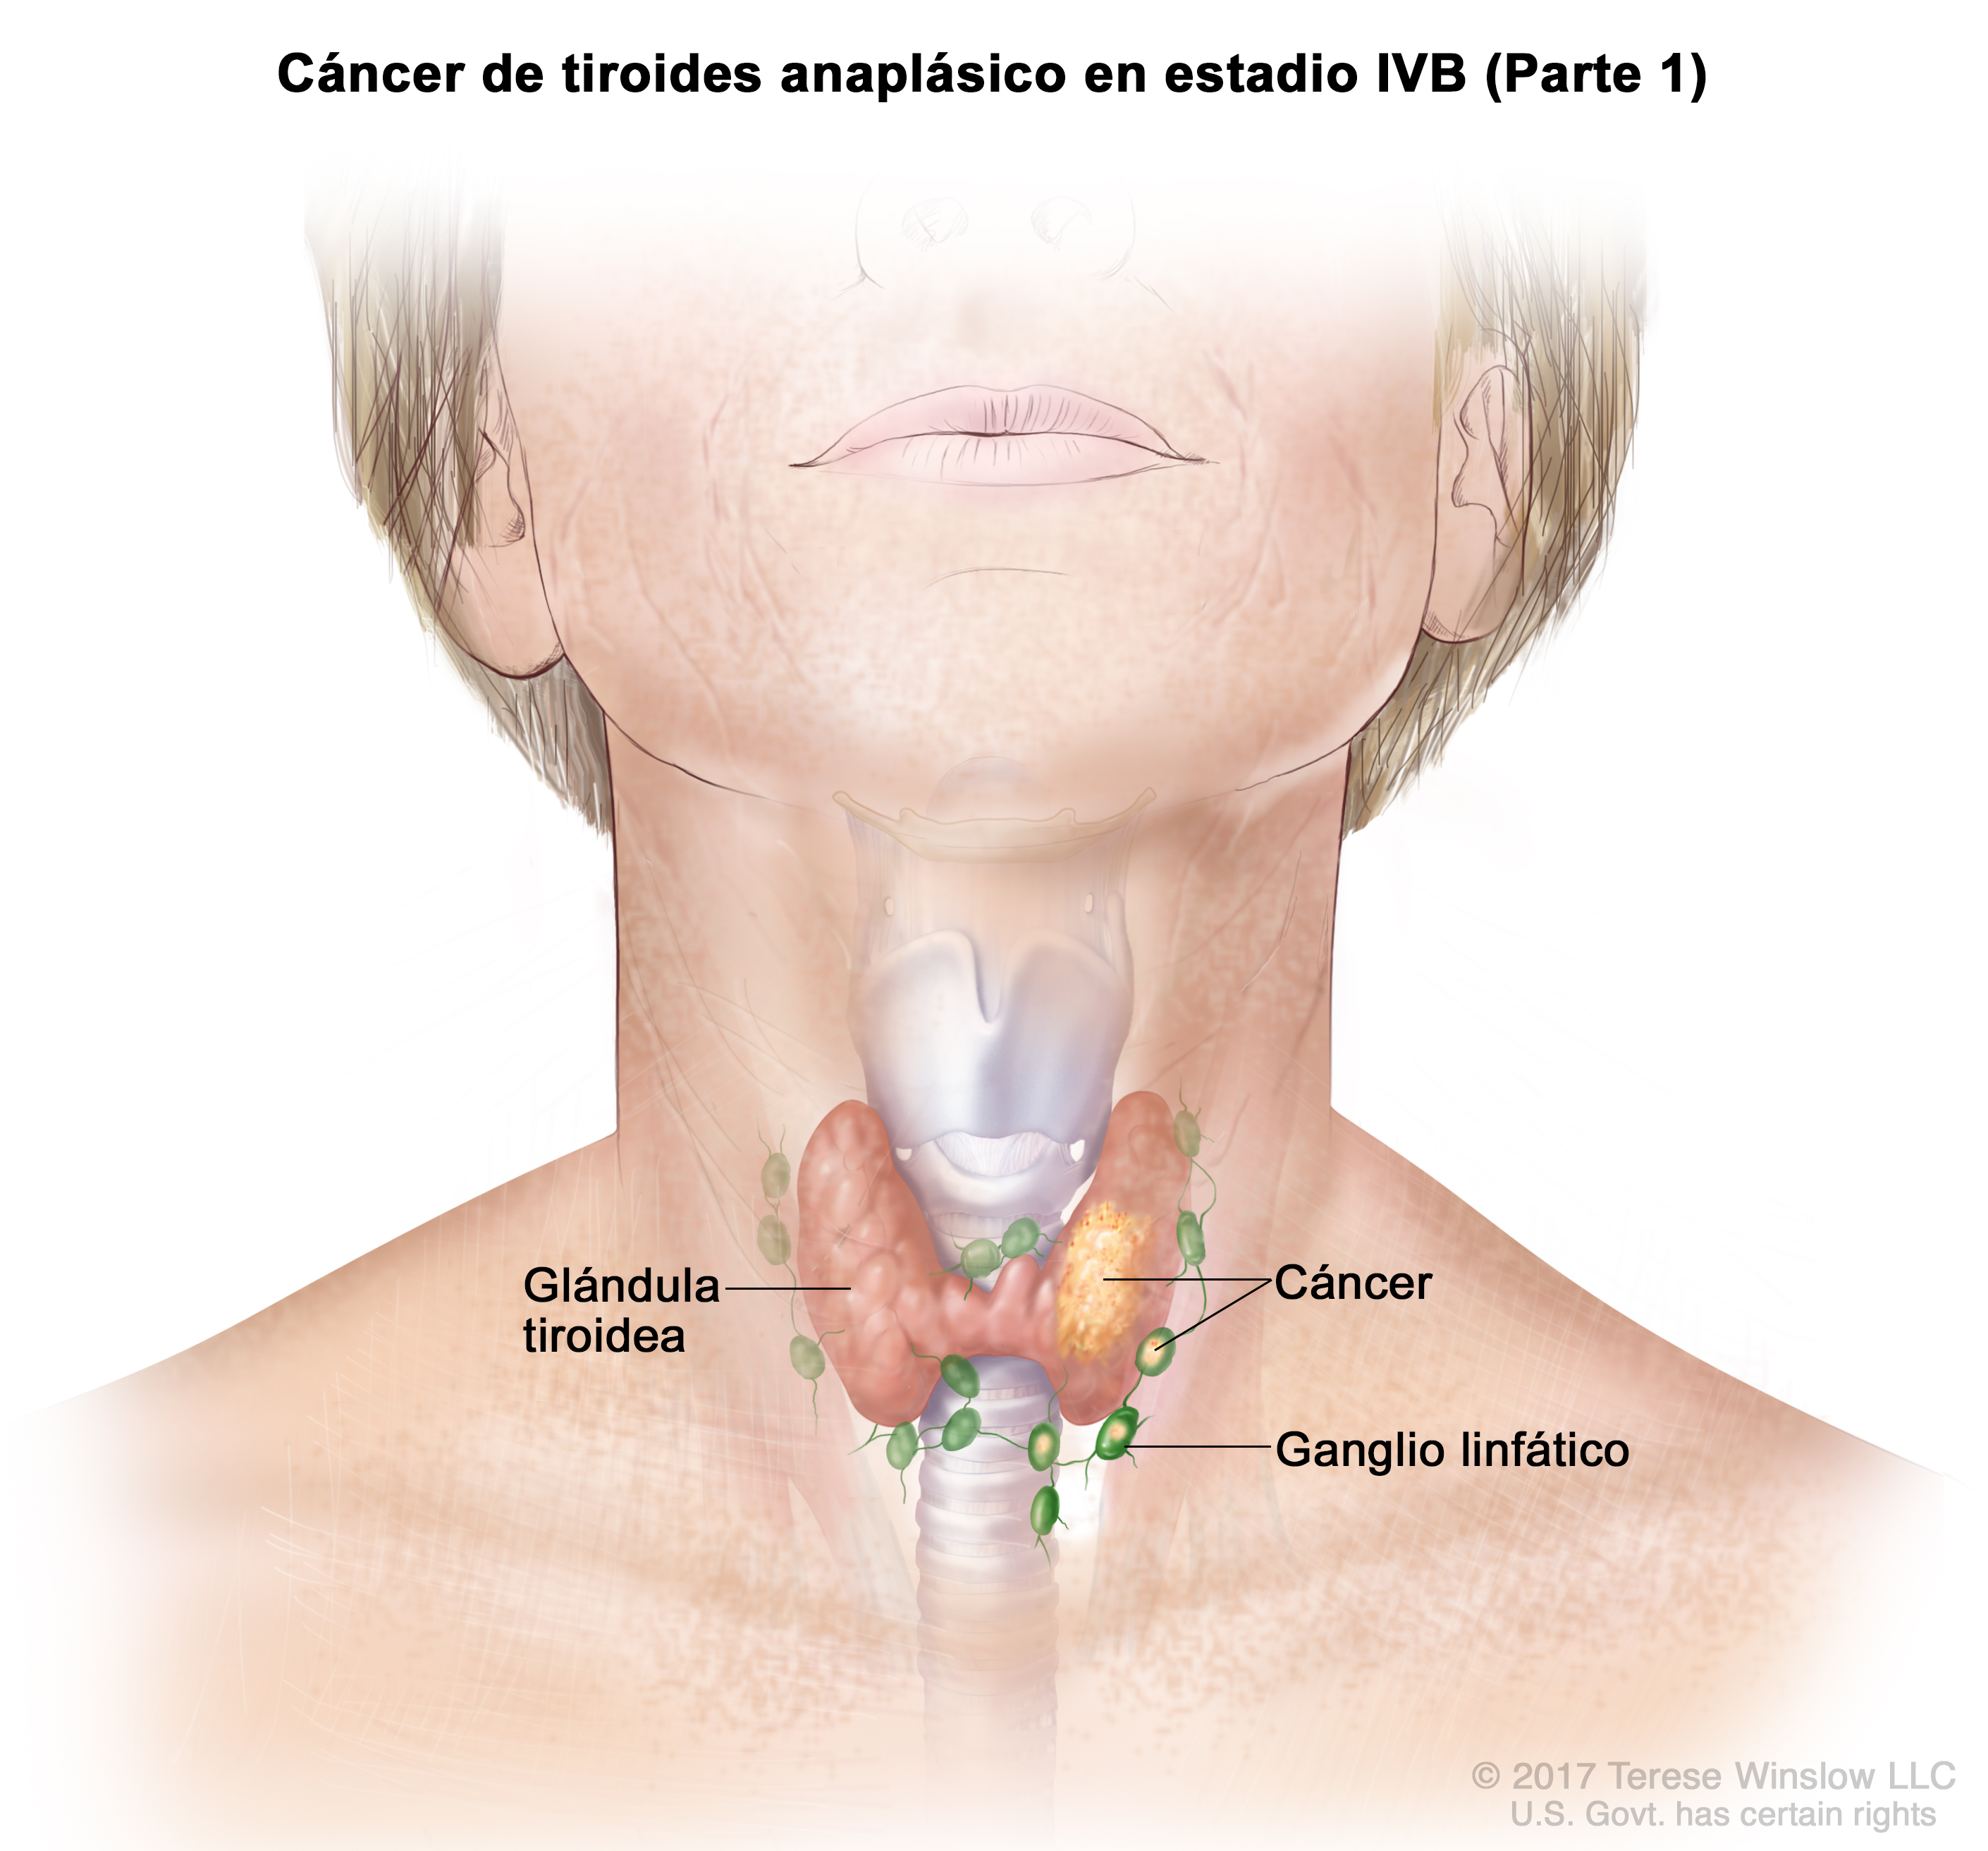 Cáncer de tiroides anaplásico en estadio IVB (Parte 1)
Glándula
tiroidea
Cáncer
Ganglio linfático
© 2017 Terese Winslow LLC
U.S. Govt. has certain rights